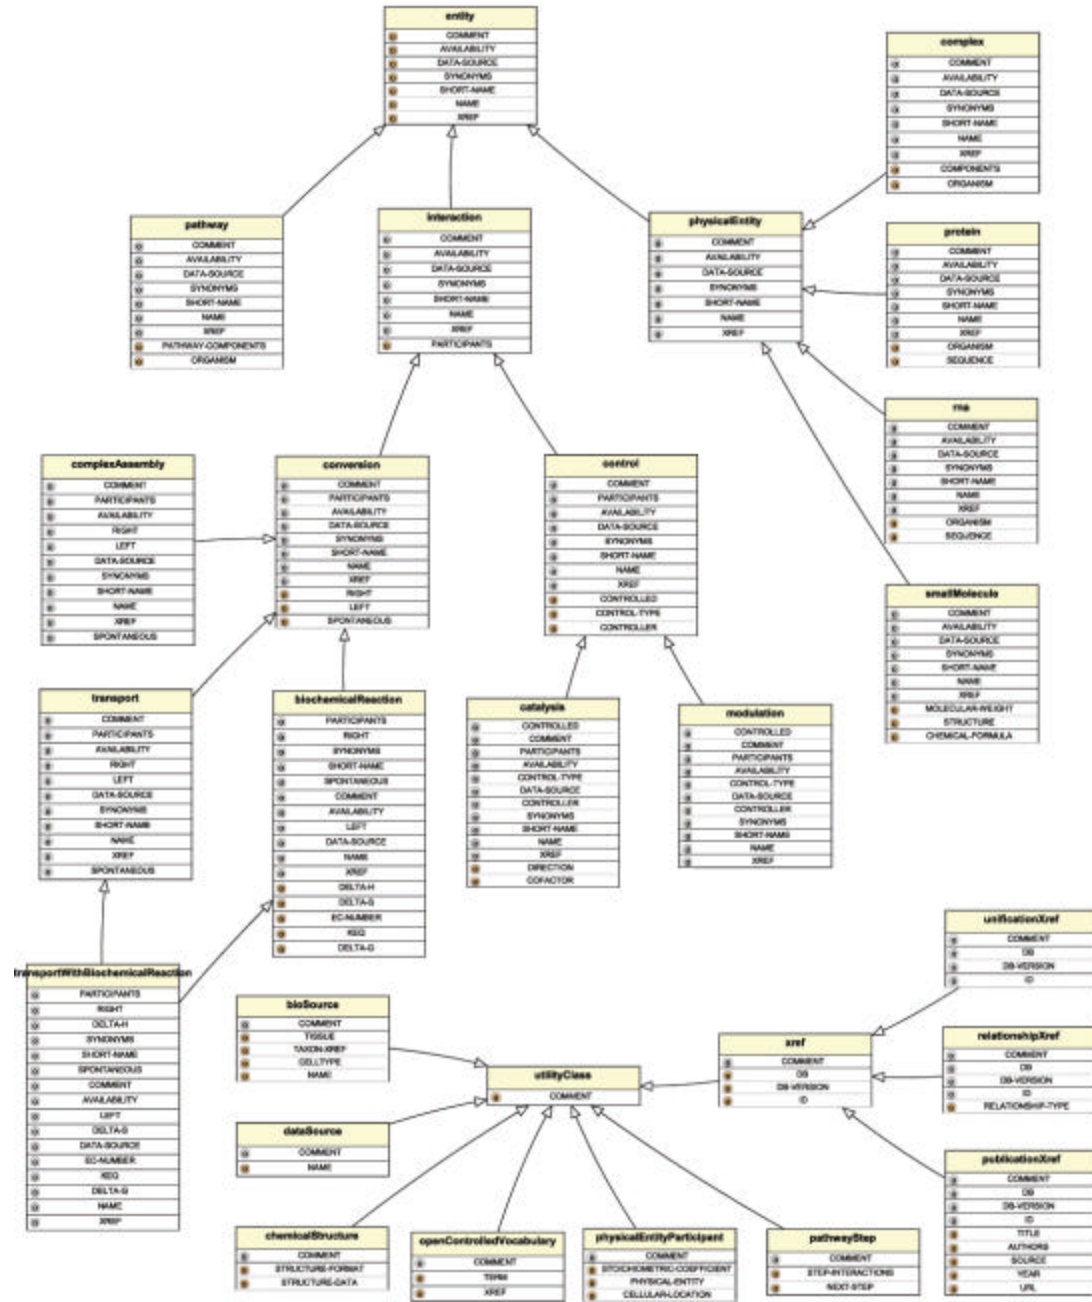 entity
COMMENT
AVAILABILITY
DATA-SOURCE
SYNONYMS
SHORT-NAME
NAME
XREF
complex
COMMENT
AVAILABILITY
DATA-SOURCE
SYNONYMS
SHORT-NAME
NAME
XREF
COMPONENTS
ORGANISM
pathway
COMMENT
AVAILABILITY
DATA-SOURCE
SYNONYMS
SHORT-NAME
NAME
XREF
PATHWAY-COMPONENTS
ORGANISM
interaction
COMMENT
AVAILABILITY
DATA-SOURCE
SYNONYMS
SHORT-NAME
NAME
XREF
PARTICIPANTS
physicalEntity
COMMENT
AVAILABILITY
DATA-SOURCE
SYNONYMS
SHORT-NAME
NAME
XREF
protein
COMMENT
AVAILABILITY
DATA-SOURCE
SYNONYMS
SHORT-NAME
NAME
XREF
ORGANISM
SEQUENCE
rna
COMMENT
AVAILABILITY
DATA-SOURCE
SYNONYMS
SHORT-NAME
NAME
XREF
ORGANISM
SEQUENCE
complexAssembly
COMMENT
PARTICIPANTS
AVAILABILITY
RIGHT
LEFT
DATA-SOURCE
SYNONYMS
SHORT-NAME
NAME
XREF
SPONTANEOUS
conversion
COMMENT
PARTICIPANTS
AVAILABILITY
DATA-SOURCE
SYNONYMS
SHORT-NAME
NAME
XREF
RIGHT
LEFT
SPONTANEOUS
control
COMMENT
PARTICIPANTS
AVAILABILITY
DATA-SOURCE
SYNONYMS
SHORT-NAME
NAME
XREF
CONTROLLED
CONTROL-TYPE
CONTROLLER
smallMolecule
COMMENT
AVAILABILITY
DATA-SOURCE
SYNONYMS
SHORT-NAME
NAME
XREF
MOLECULAR-WEIGHT
STRUCTURE
CHEMICAL-FORMULA
transport
COMMENT
PARTICIPANTS
AVAILABILITY
RIGHT
LEFT
DATA-SOURCE
SYNONYMS
SHORT-NAME
NAME
XREF
SPONTANEOUS
biochemicalReaction
PARTICIPANTS
RIGHT
SYNONYMS
SHORT-NAME
SPONTANEOUS
COMMENT
AVAILABILITY
LEFT
DATA-SOURCE
NAME
XREF
DELTA-H
DELTA-S
EC-NUMBER
KEQ
DELTA-G
catalysis
CONTROLLED
COMMENT
PARTICIPANTS
AVAILABILITY
CONTROL-TYPE
DATA-SOURCE
CONTROLLER
SYNONYMS
SHORT-NAME
NAME
XREF
DIRECTION
COFACTOR
modulation
CONTROLLED
COMMENT
PARTICIPANTS
AVAILABILITY
CONTROL-TYPE
DATA-SOURCE
CONTROLLER
SYNONYMS
SHORT-NAME
NAME
XREF
transportWithBiochemicalReaction
PARTICIPANTS
RIGHT
DELTA-H
SYNONYMS
SHORT-NAME
SPONTANEOUS
COMMENT
AVAILABILITY
LEFT
DELTA-S
DATA-SOURCE
EC-NUMBER
KEQ
DELTA-G
NAME
XREF
bioSource
COMMENT
TISSUE
TAXON-XREF
CELLTYPE
NAME
dataSource
COMMENT
NAME
utilityClass
COMMENT
xref
COMMENT
DB
DB-VERSION
ID
unificationXref
COMMENT
DB
DB-VERSION
ID
relationshipXref
COMMENT
DB
DB-VERSION
ID
RELATIONSHIP-TYPE
publicationXref
COMMENT
DB
DB-VERSION
ID
TITLE
AUTHORS
SOURCE
YEAR
URL
chemicalStructure
COMMENT
STRUCTURE-FORMAT
STRUCTURE-DATA
openControlledVocabulary
COMMENT
TERM
XREF
physicalEntityParticipant
COMMENT
STOICHIOMETRIC-COEFFICIENT
PHYSICAL-ENTITY
CELLULAR-LOCATION
pathwayStep
COMMENT
STEP-INTERACTIONS
NEXT-STEP